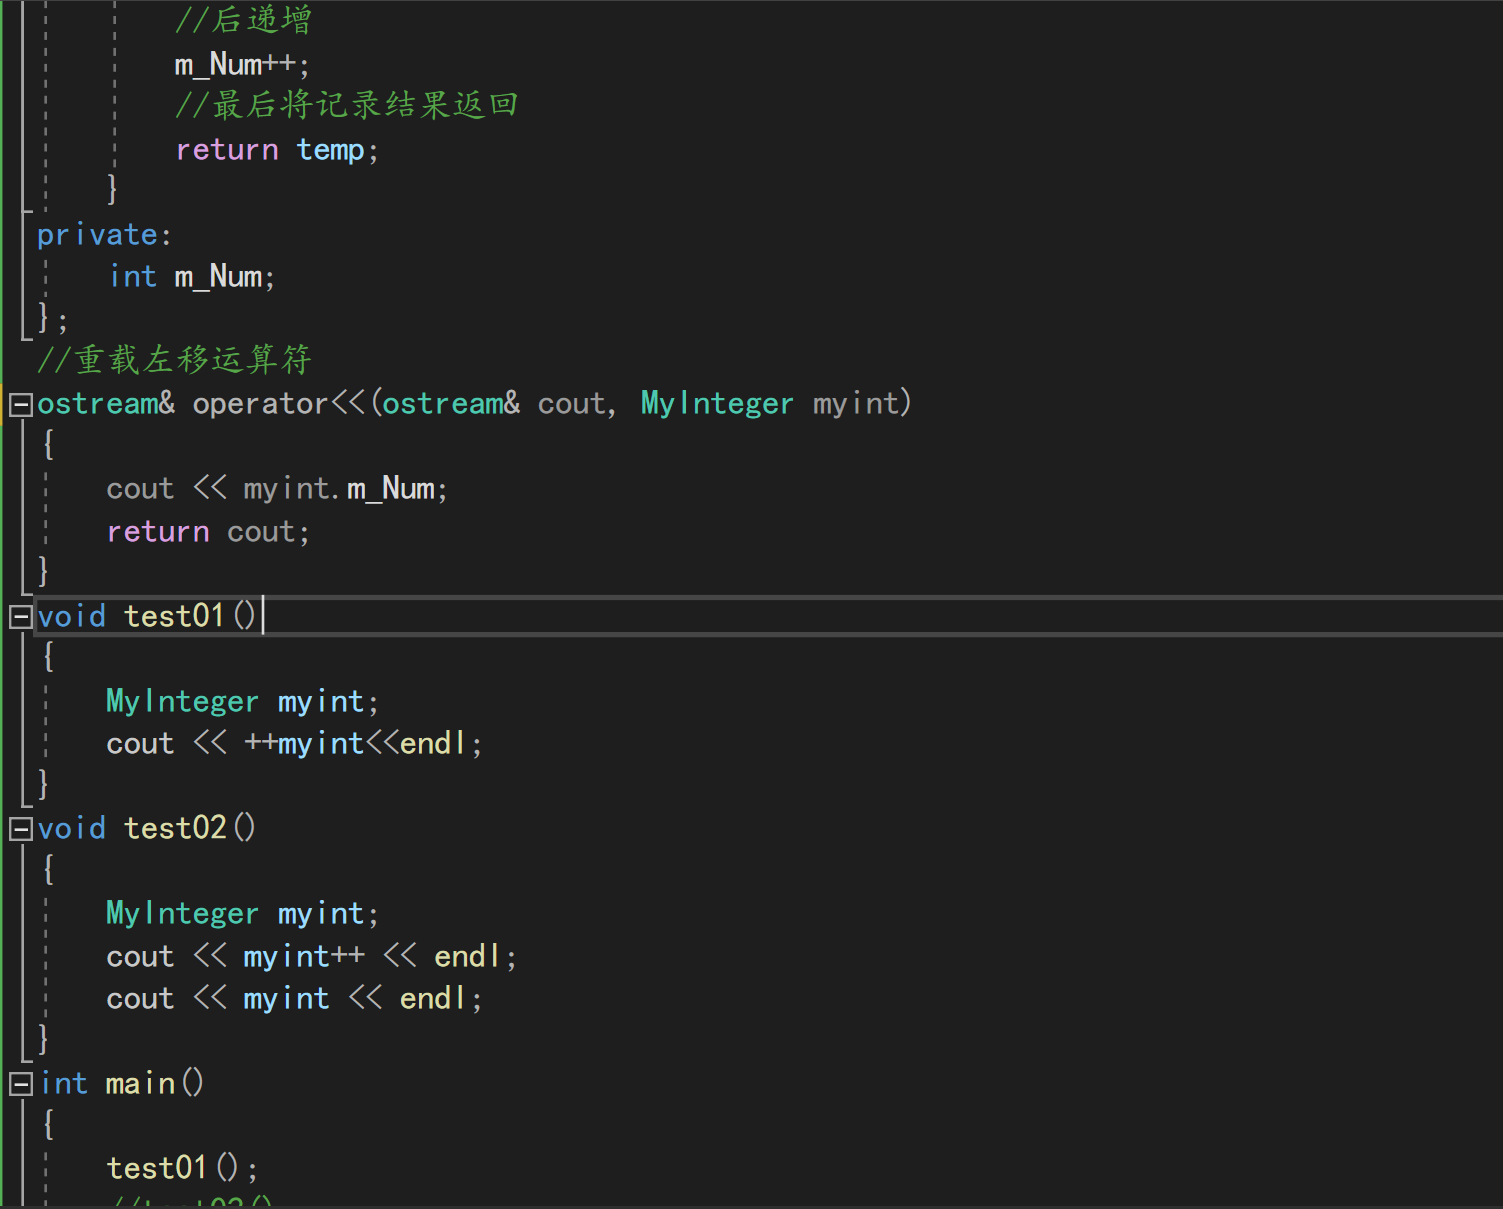 //后递增
m_Num++;
//最后将记录结果返回
return temp;
}
private:
int m_Num;
};
//重载左移运算符
ostream& operator<<(ostream& cout, MyInteger myint)
{
cout << myint.m_Num;
return cout;
}
void test01()
{
MyInteger myint;
cout << ++myint<<endl;
}
void test02()
{
MyInteger myint;
cout << myint++ << endl;
cout << myint << endl;
}
int main()
{
test01();